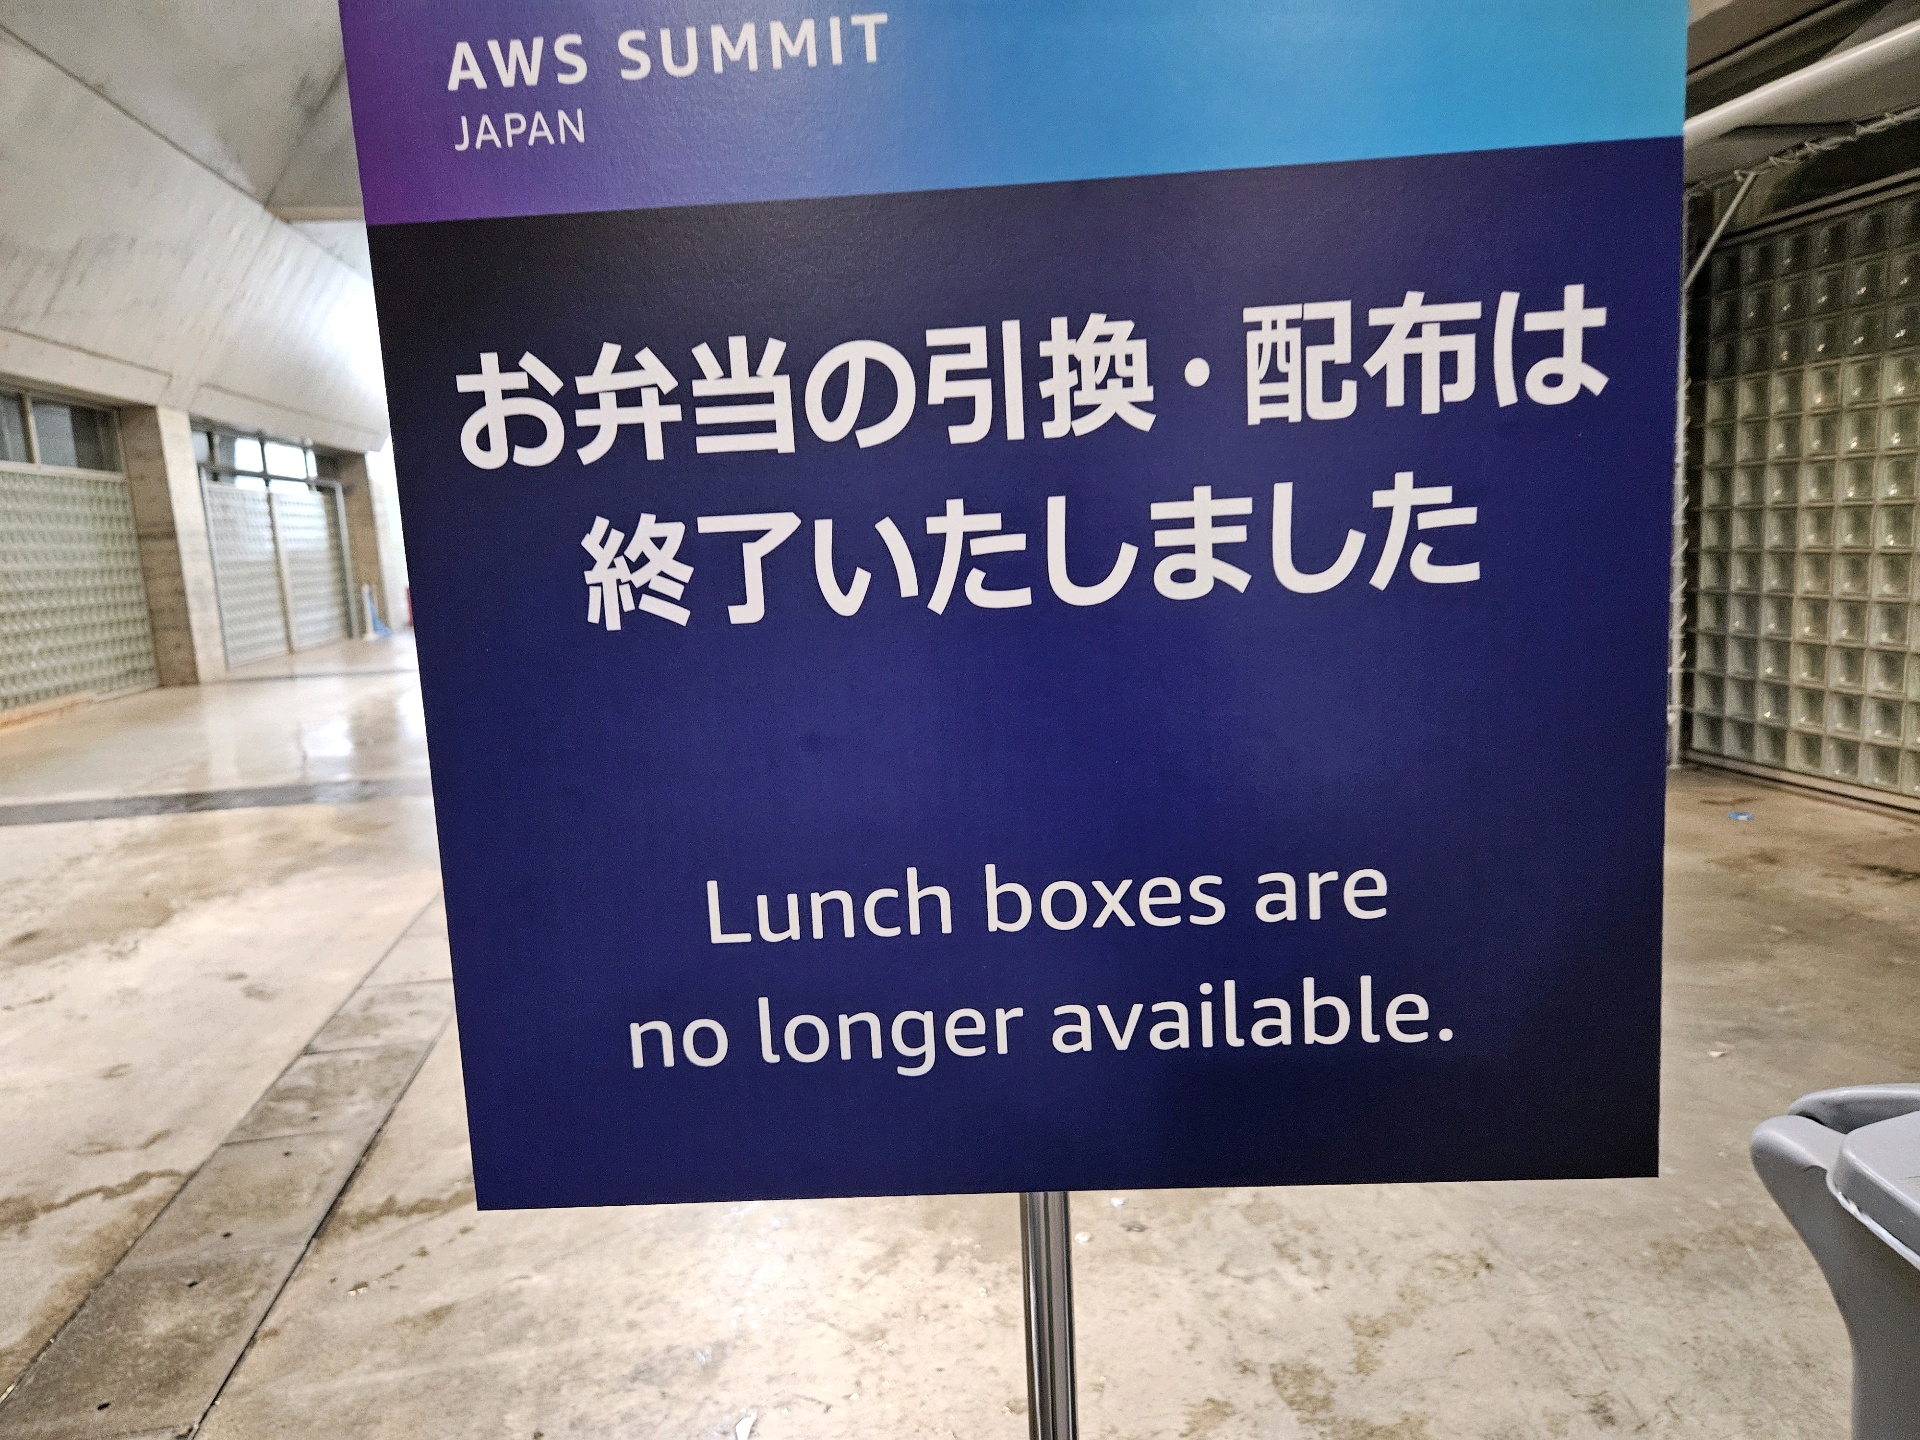 AWS SUMMIT
JAPAN
お弁当の引換・配布は
終了いたしました
Lunch boxes are
no longer available.